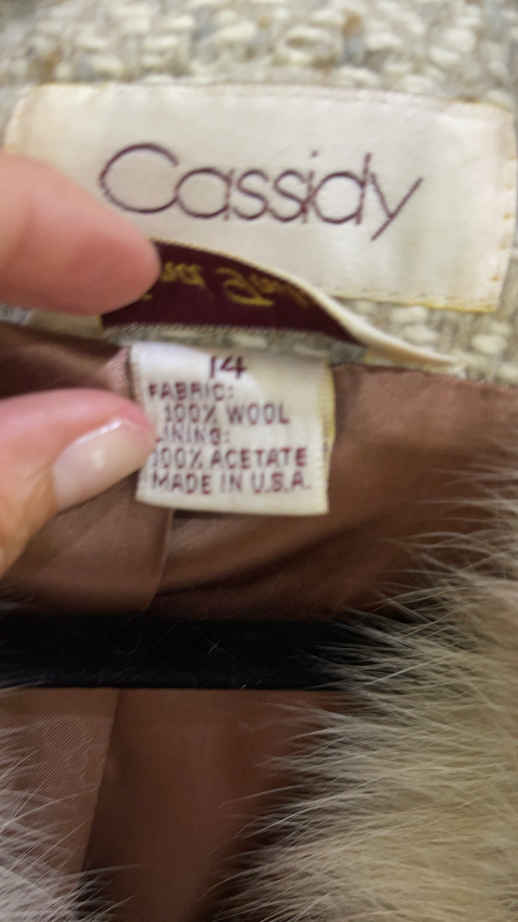 Cassidy
14
FABRIC:
100% WOOL
LINING:
100% ACETATE
MADE IN U.S.A.